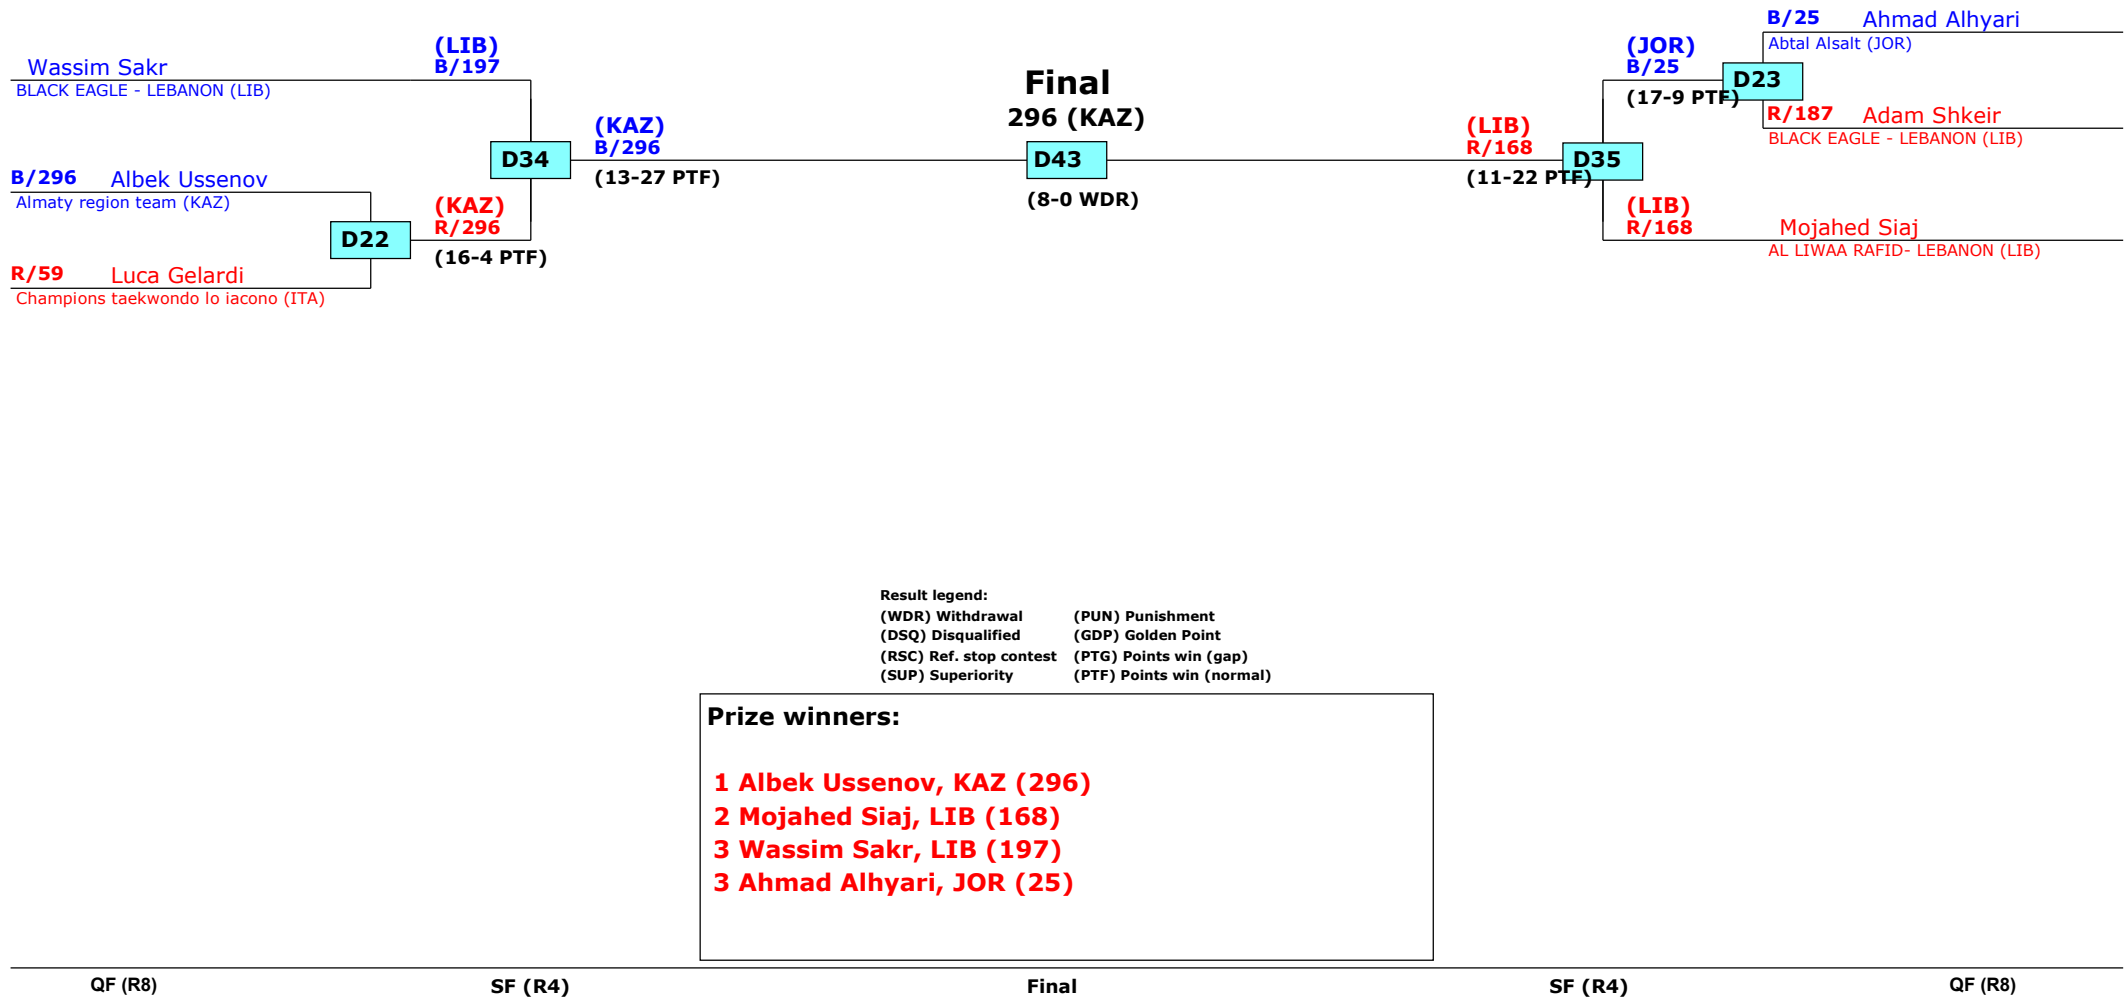 Wassim Sakr
BLACK EAGLE - LEBANON (LIB)
(LIB)
B/197
B/296 Albek Ussenov
Almaty region team (KAZ)
D22
R/59 Luca Gelardi
Champions taekwondo lo iacono (ITA)
(KAZ)
R/296
(16-4 PTF)
D34
(KAZ)
B/296
(13-27 PTF)
Final
296 (KAZ)
D43
(8-0 WDR)
(LIB)
R/168
(11-22 PTF)
D35
(JOR)
B/25
(17-9 PTF)
D23
B/25 Ahmad Alhyari
Abtal Alsalt (JOR)
R/187 Adam Shkeir
BLACK EAGLE - LEBANON (LIB)
(LIB)
R/168
Mojahed Siaj
AL LIWAA RAFID- LEBANON (LIB)
Result legend:
(WDR) Withdrawal (PUN) Punishment
(DSQ) Disqualified (GDP) Golden Point
(RSC) Ref. stop contest (PTG) Points win (gap)
(SUP) Superiority (PTF) Points win (normal)
Prize winners:
1 Albek Ussenov, KAZ (296)
2 Mojahed Siaj, LIB (168)
3 Wassim Sakr, LIB (197)
3 Ahmad Alhyari, JOR (25)
QF (R8) SF (R4) Final SF (R4) QF (R8)